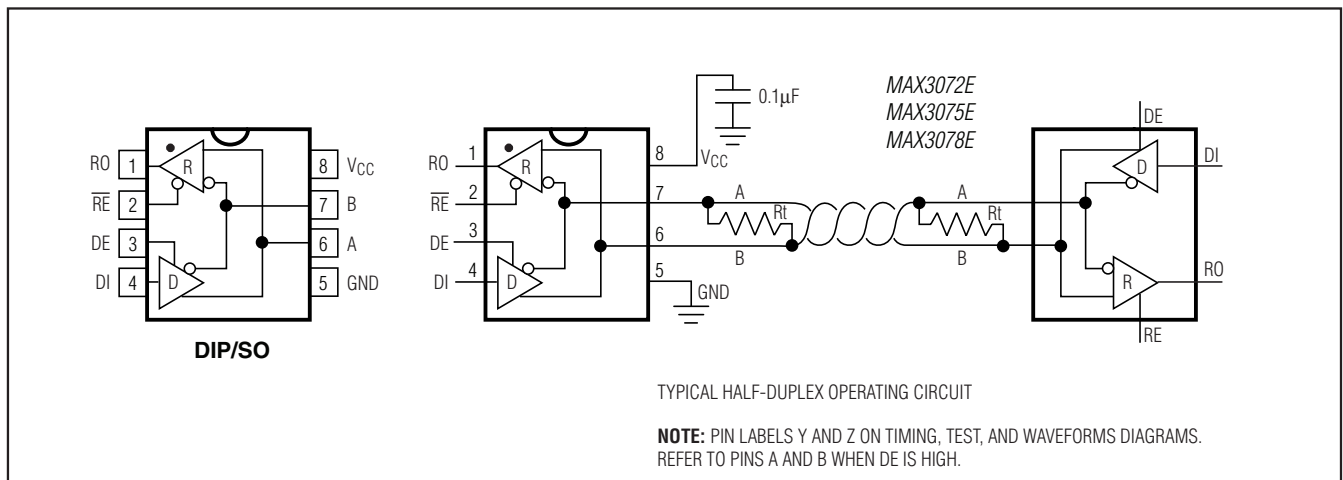 RO 1 R 8 VCC
RE 2 7 B
DE 3 6 A
DI 4 D 5 GND
DIP/SO
0.1µF
RO 1 R 8 VCC
RE 2 7 A
DE 3 6 B
DI 4 D 5 GND
Rt
MAX3072E
MAX3075E
MAX3078E
A
Rt
B
DE
D DI
R RO
RE
TYPICAL HALF-DUPLEX OPERATING CIRCUIT
NOTE: PIN LABELS Y AND Z ON TIMING, TEST, AND WAVEFORMS DIAGRAMS.
REFER TO PINS A AND B WHEN DE IS HIGH.